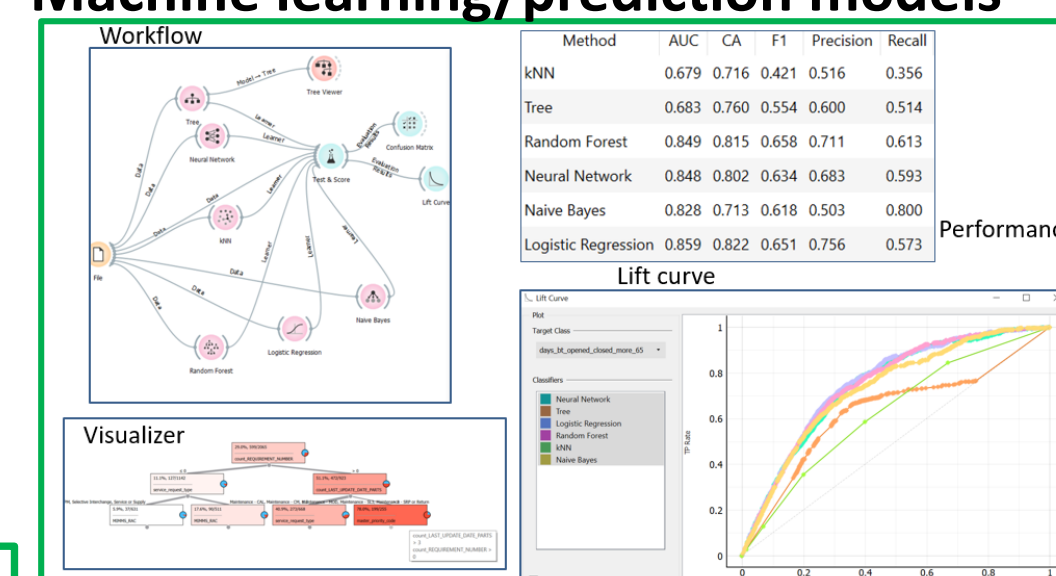 Machine learning/prediction models
Workflow
Model → Tree
Tree Viewer
Tree
Learner
Neural Network
Learner
Evaluation Results
Confusion Matrix
Test & Score
Evaluation Results
Lift Curve
Data
Data
Data
Learner
Data
kNN
File
Learner
Learner
Learner
Data
Data
Data
Naive Bayes
Logistic Regression
Random Forest
Method AUC CA F1 Precision Recall
kNN 0.679 0.716 0.421 0.516 0.356
Tree 0.683 0.760 0.554 0.600 0.514
Random Forest 0.849 0.815 0.658 0.711 0.613
Neural Network 0.848 0.802 0.634 0.683 0.593
Naive Bayes 0.828 0.713 0.618 0.503 0.800
Logistic Regression 0.859 0.822 0.651 0.756 0.573
Performanc
Lift curve
Lift Curve
Plot
Target Class
days_bt_opened_closed_more_65
Classifiers
Neural Network
Tree
Logistic Regression
Random Forest
kNN
Naive Bayes
TP Rate
1
0.8
0.6
0.4
0.2
0
0 0.2 0.4 0.6 0.8 1
Visualizer
count_REQUIREMENT_NUMBER
service_request_type
count_LAST_UPDATE_DATE_PARTS
service_request_type
count_LAST_UPDATE_DATE_PARTS
> 3
count_REQUIREMENT_NUMBER >
0